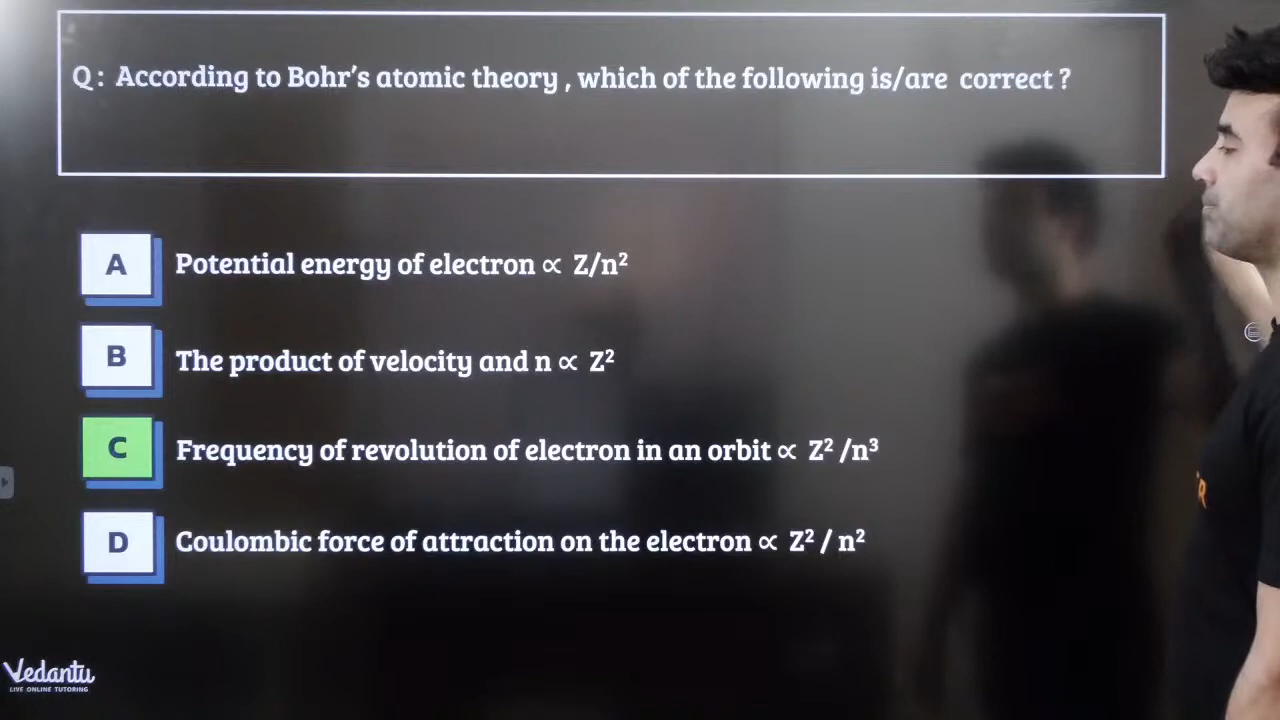 Q : According to Bohr's atomic theory , which of the following is/are correct ?
A Potential energy of electron ∝ Z/n²
B The product of velocity and n ∝ Z²
C Frequency of revolution of electron in an orbit ∝ Z² /n³
D Coulombic force of attraction on the electron ∝ Z² / n²
Vedantu
LIVE ONLINE TUTORING